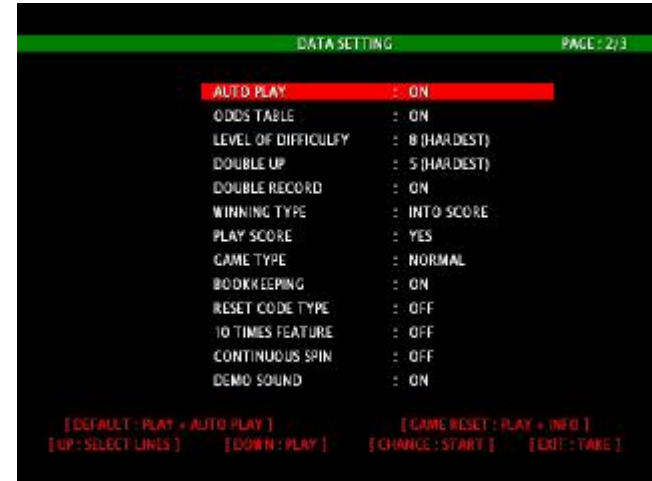 DATA SETTING PAGE : 2/3
AUTO PLAY : ON
ODDS TABLE : ON
LEVEL OF DIFFICULFY : 8 (HARDEST)
DOUBLE UP : 5 (HARDEST)
DOUBLE RECORD : ON
WINNING TYPE : INTO SCORE
PLAY SCORE : YES
GAME TYPE : NORMAL
BOOKKEEPING : ON
RESET CODE TYPE : OFF
10 TIMES FEATURE : OFF
CONTINUOUS SPIN : OFF
DEMO SOUND : ON
[ DEFAULT : PLAY + AUTO PLAY ] [ GAME RESET : PLAY + INFO ]
[ UP : SELECT LINES ] [ DOWN : PLAY ] [ CHANCE : START ] [ EXIT : TAKE ]